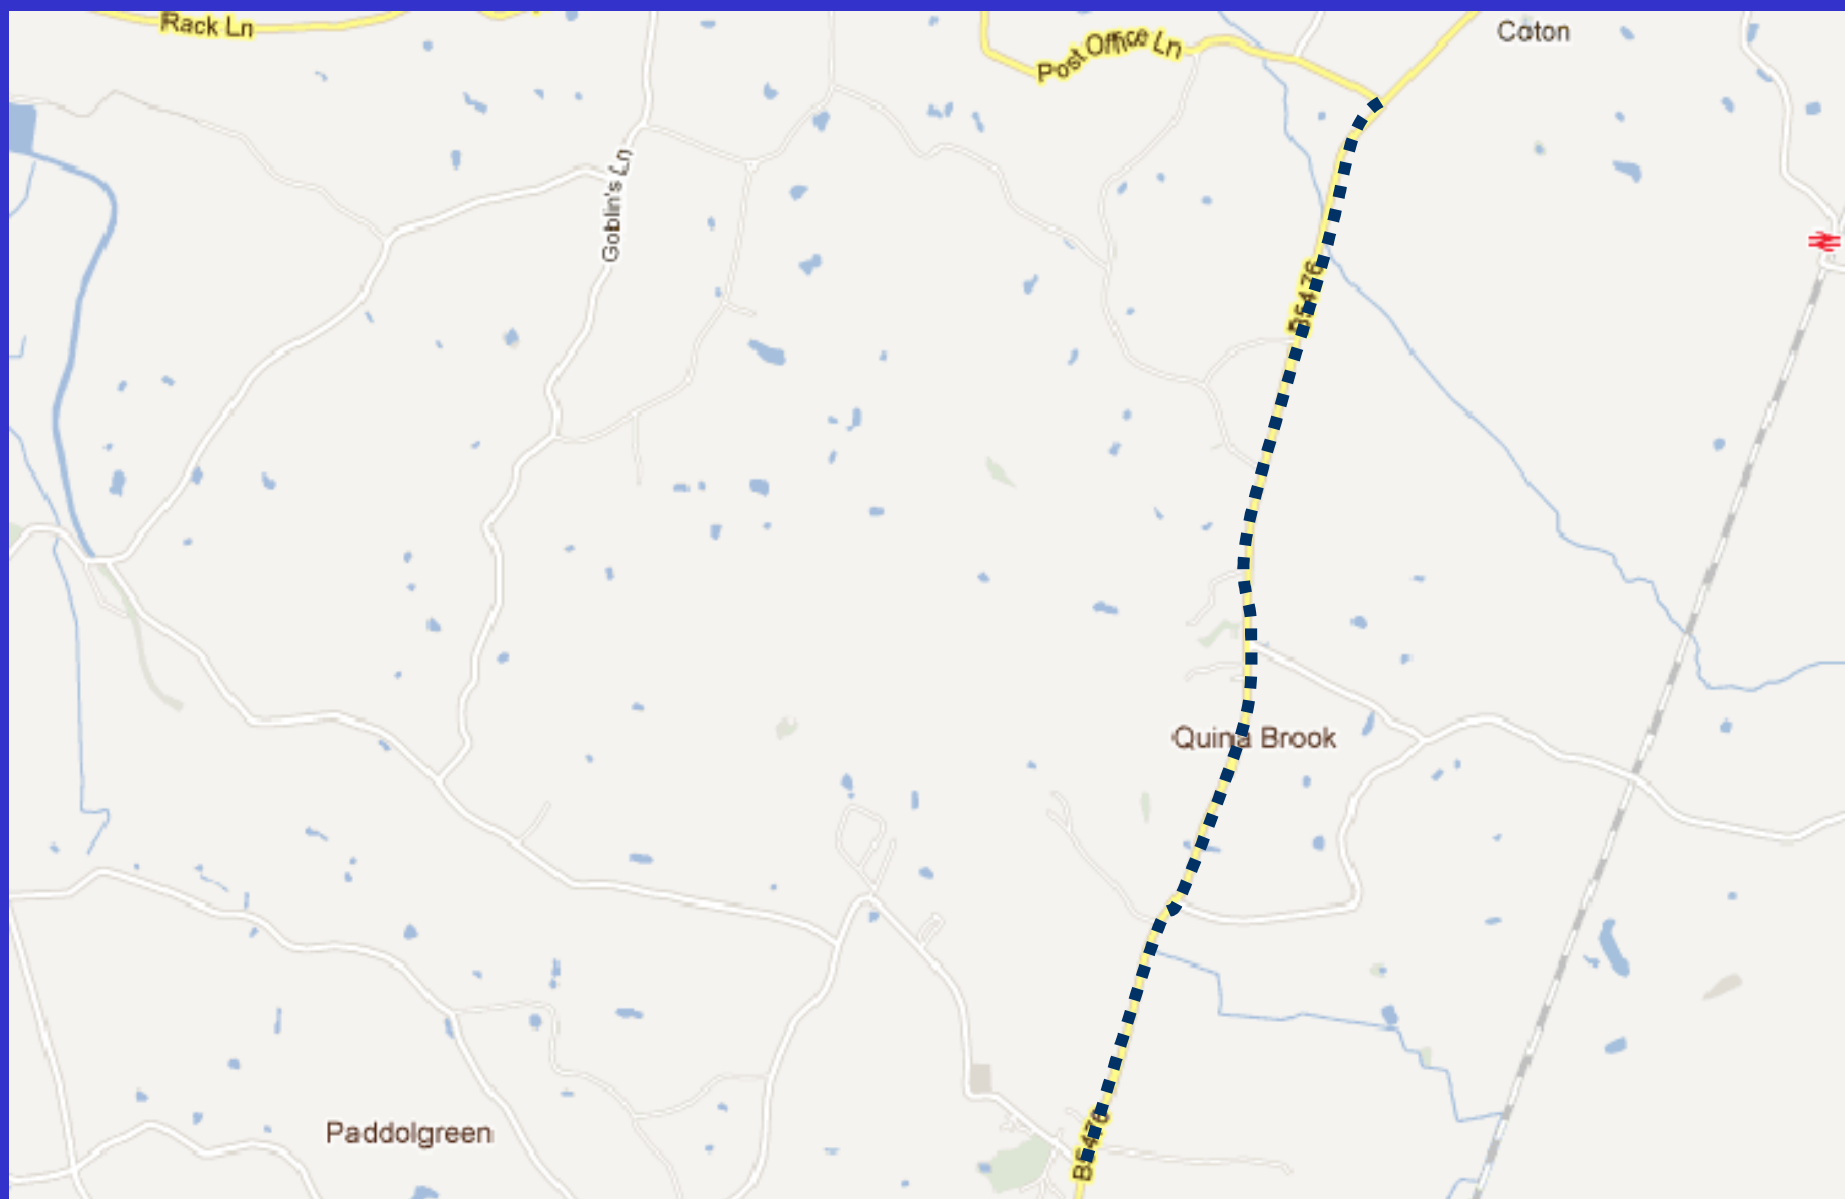 Rack Ln
Post Office Ln
Coton
Goblin's Ln
B5476
Quina Brook
Paddolgreen
B5476